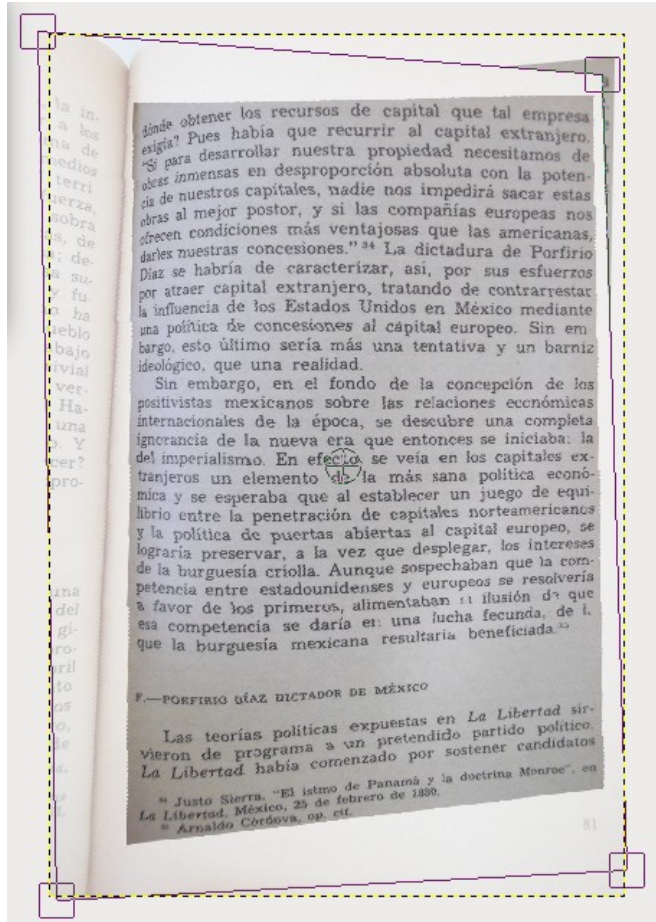 dónde obtener los recursos de capital que tal empresa
exigía? Pues había que recurrir al capital extranjero.
"Si para desarrollar nuestra propiedad necesitamos de
obras inmensas en desproporción absoluta con la poten-
cia de nuestros capitales, nadie nos impedirá sacar estas
obras al mejor postor, y si las compañías europeas nos
ofrecen condiciones más ventajosas que las americanas,
darles nuestras concesiones." 34 La dictadura de Porfirio
Díaz se habría de caracterizar, así, por sus esfuerzos
por atraer capital extranjero, tratando de contrarrestar
la influencia de los Estados Unidos en México mediante
una política de concesiones al capital europeo. Sin em-
bargo, esto último sería más una tentativa y un barniz
ideológico, que una realidad.
Sin embargo, en el fondo de la concepción de los
positivistas mexicanos sobre las relaciones económicas
internacionales de la época, se descubre una completa
ignorancia de la nueva era que entonces se iniciaba: la
del imperialismo. En efecto, se veía en los capitales ex-
tranjeros un elemento de la más sana política econó-
mica y se esperaba que al establecer un juego de equi-
librio entre la penetración de capitales norteamericanos
y la política de puertas abiertas al capital europeo, se
lograría preservar, a la vez que desplegar, los intereses
de la burguesía criolla. Aunque sospechaban que la com-
petencia entre estadounidenses y europeos se resolvería
a favor de los primeros, alimentaban ilusión de que
esa competencia se daría en una lucha fecunda, de
que la burguesía mexicana resultaría beneficiada. 35
F.—PORFIRIO DÍAZ DICTADOR DE MÉXICO
Las teorías políticas expuestas en La Libertad sir-
vieron de programa a un pretendido partido político.
La Libertad había comenzado por sostener candidatos
34 Justo Sierra. "El istmo de Panamá y la doctrina Monroe", en
La Libertad. México, 25 de febrero de 1880.
35 Arnaldo Córdova, op. cit.
81